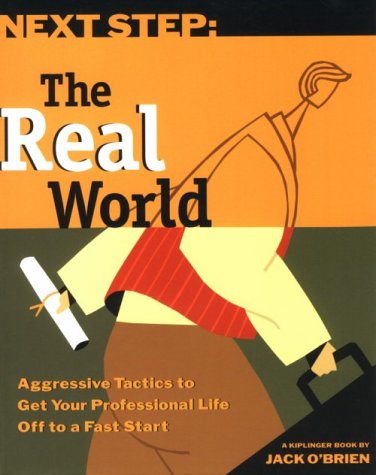 NEXT STEP:
The
Real
World
Aggressive Tactics to
Get Your Professional Life
Off to a Fast Start
A KIPLINGER BOOK BY
JACK O'BRIEN